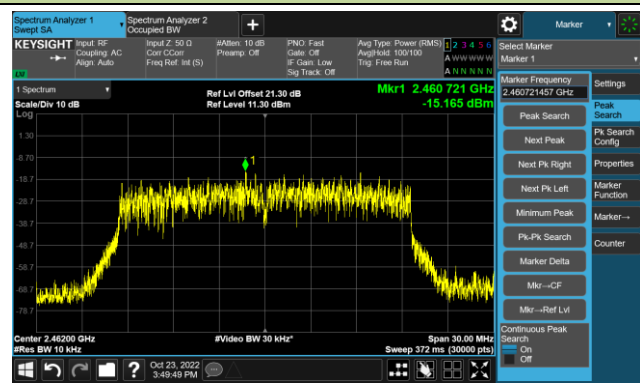 Spectrum Analyzer 1
Swept SA
Spectrum Analyzer 2
Occupied BW
+
Marker
KEYSIGHT
Input: RF
Coupling: AC
Align: Auto
Input Z: 50 Ω
Corr CCorr
Freq Ref: Int (S)
#Atten: 10 dB
Preamp: Off
PNO: Fast
Gate: Off
IF Gain: Low
Sig Track: Off
Avg Type: Power (RMS)
Avg|Hold: 100/100
Trig: Free Run
1 2 3 4 5 6
A W W W W W
A N N N N N
LXI
Select Marker
Marker 1
1 Spectrum
Scale/Div 10 dB
Log
Ref Lvl Offset 21.30 dB
Ref Level 11.30 dBm
Mkr1 2.460 721 GHz
-15.165 dBm
1.30
-8.70
-18.7
-28.7
-38.7
-48.7
-58.7
-68.7
-78.7
1
Center 2.46200 GHz
#Res BW 10 kHz
#Video BW 30 kHz*
Span 30.00 MHz
Sweep 372 ms (30000 pts)
Marker Frequency
2.460721457 GHz
Peak Search
Next Peak
Next Pk Right
Next Pk Left
Minimum Peak
Pk-Pk Search
Marker Delta
Mkr→CF
Mkr→Ref Lvl
Continuous Peak
Search
On
Off
Settings
Peak
Search
Pk Search
Config
Properties
Marker
Function
Marker→
Counter
?
Oct 23, 2022
3:49:49 PM